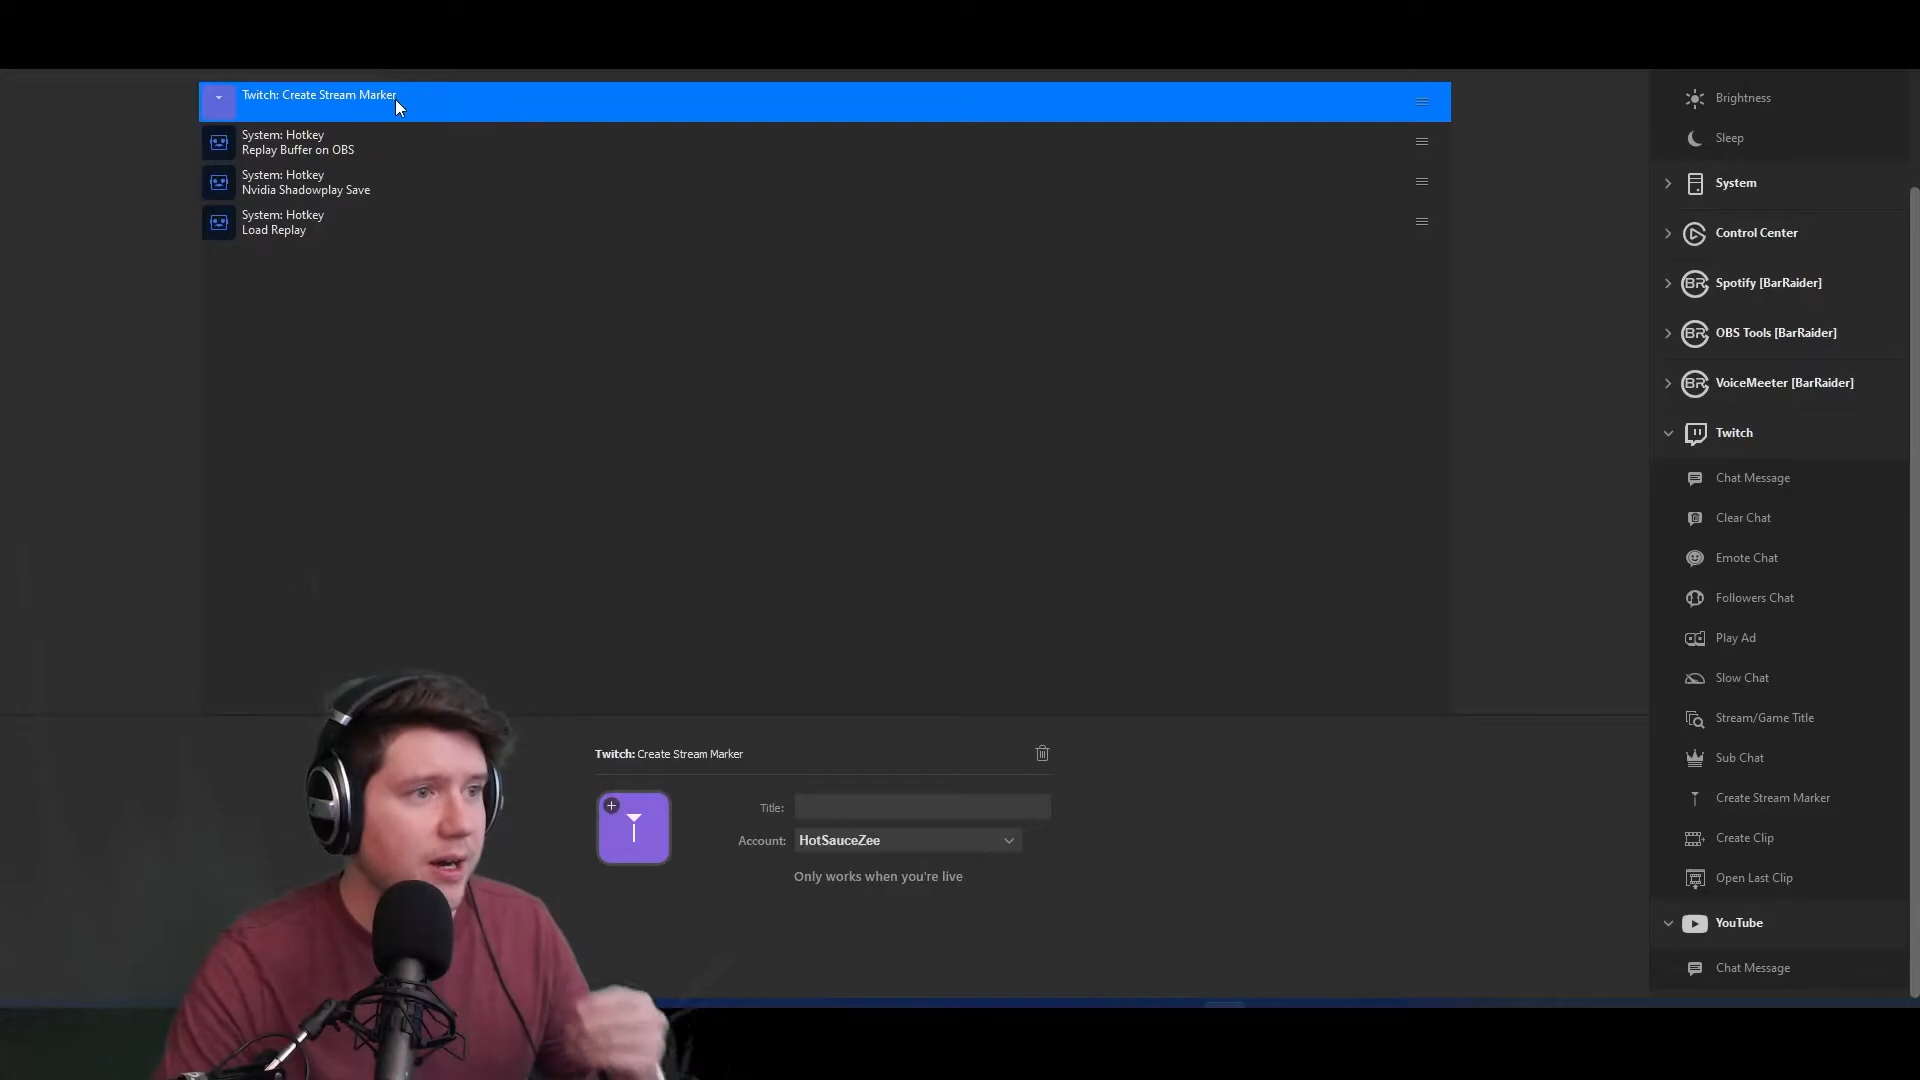 Twitch: Create Stream Marker
System: Hotkey
Replay Buffer on OBS
System: Hotkey
Nvidia Shadowplay Save
System: Hotkey
Load Replay
Brightness
Sleep
System
Control Center
BR Spotify [BarRaider]
BR OBS Tools [BarRaider]
BR VoiceMeeter [BarRaider]
Twitch
Chat Message
Clear Chat
Emote Chat
Followers Chat
Play Ad
Slow Chat
Stream/Game Title
Sub Chat
Create Stream Marker
Create Clip
Open Last Clip
YouTube
Chat Message
Twitch: Create Stream Marker
Title:
Account: HotSauceZee
Only works when you're live